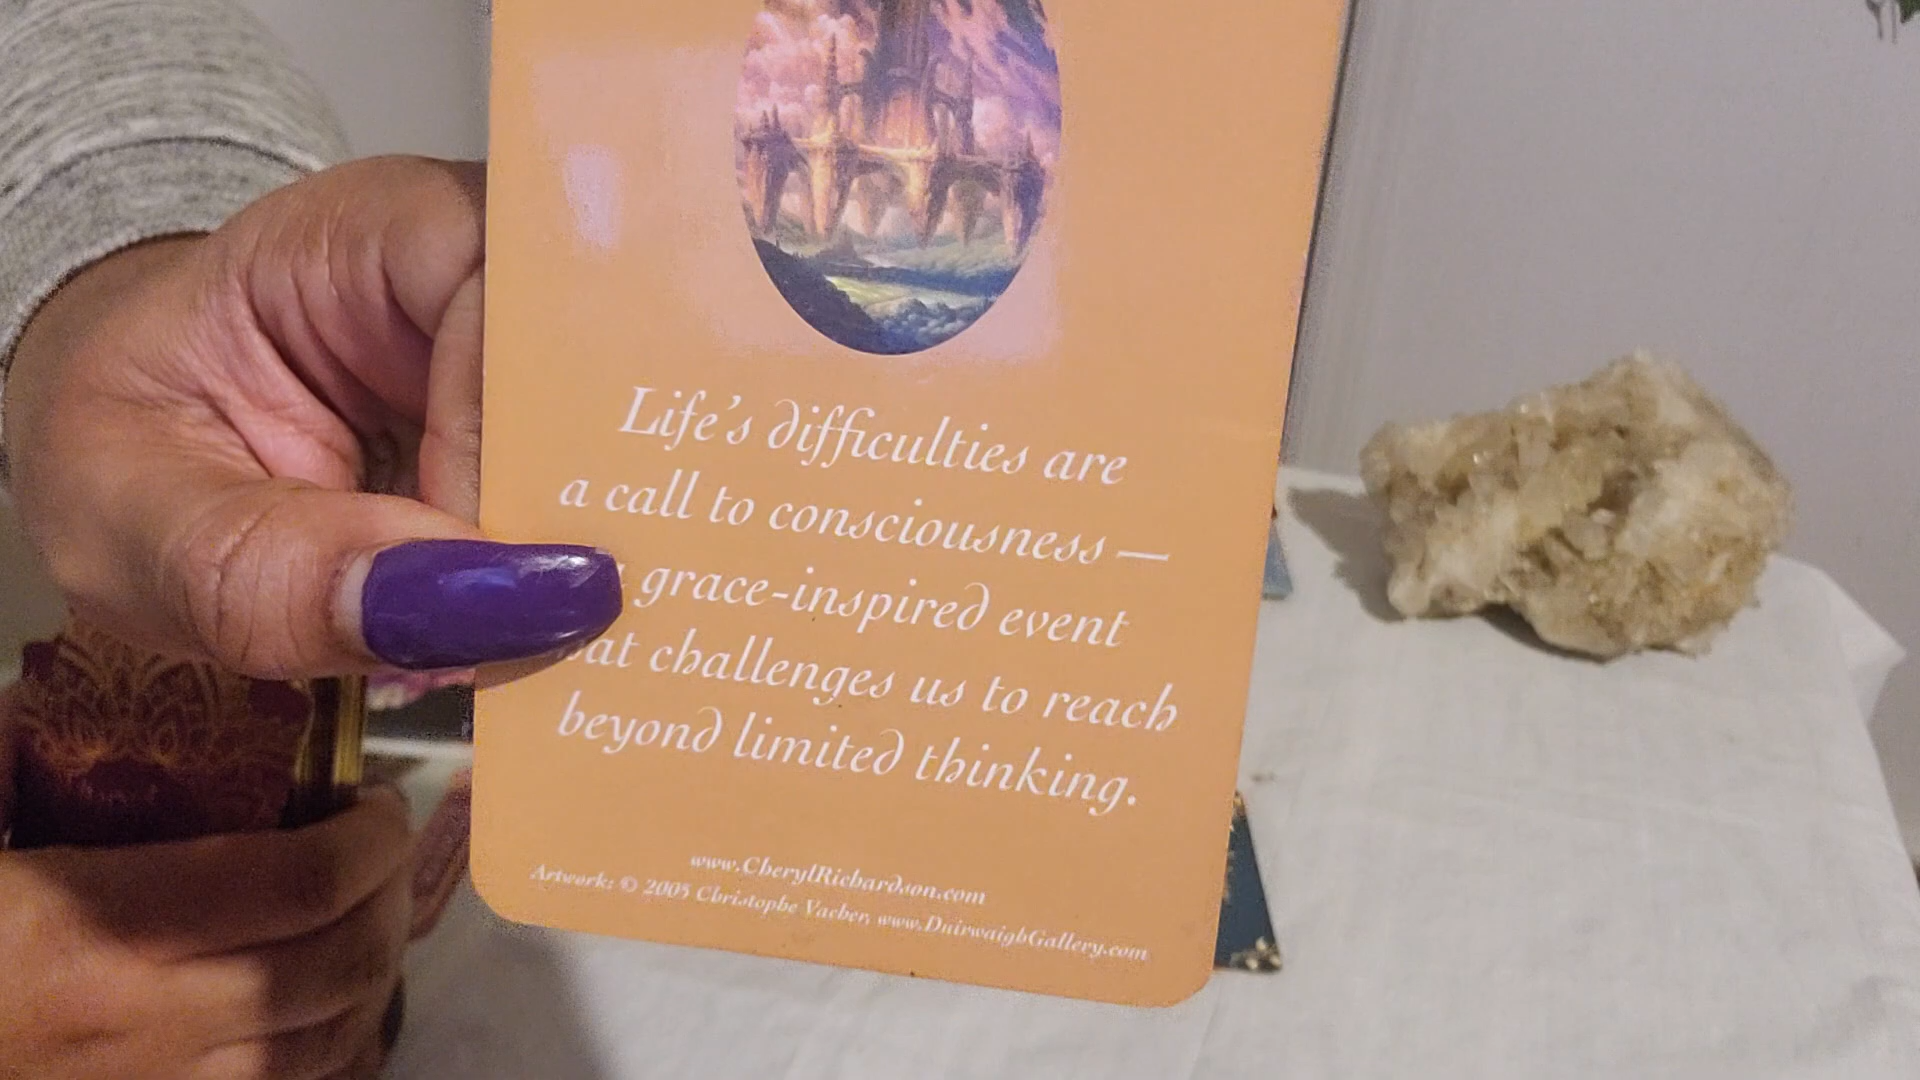 Life's difficulties are
a call to consciousness —
grace-inspired event
hat challenges us to reach
beyond limited thinking.
www.CherylRichardson.com
Artwork: © 2005 Christophe Vacher, www.DuirwaighGallery.com